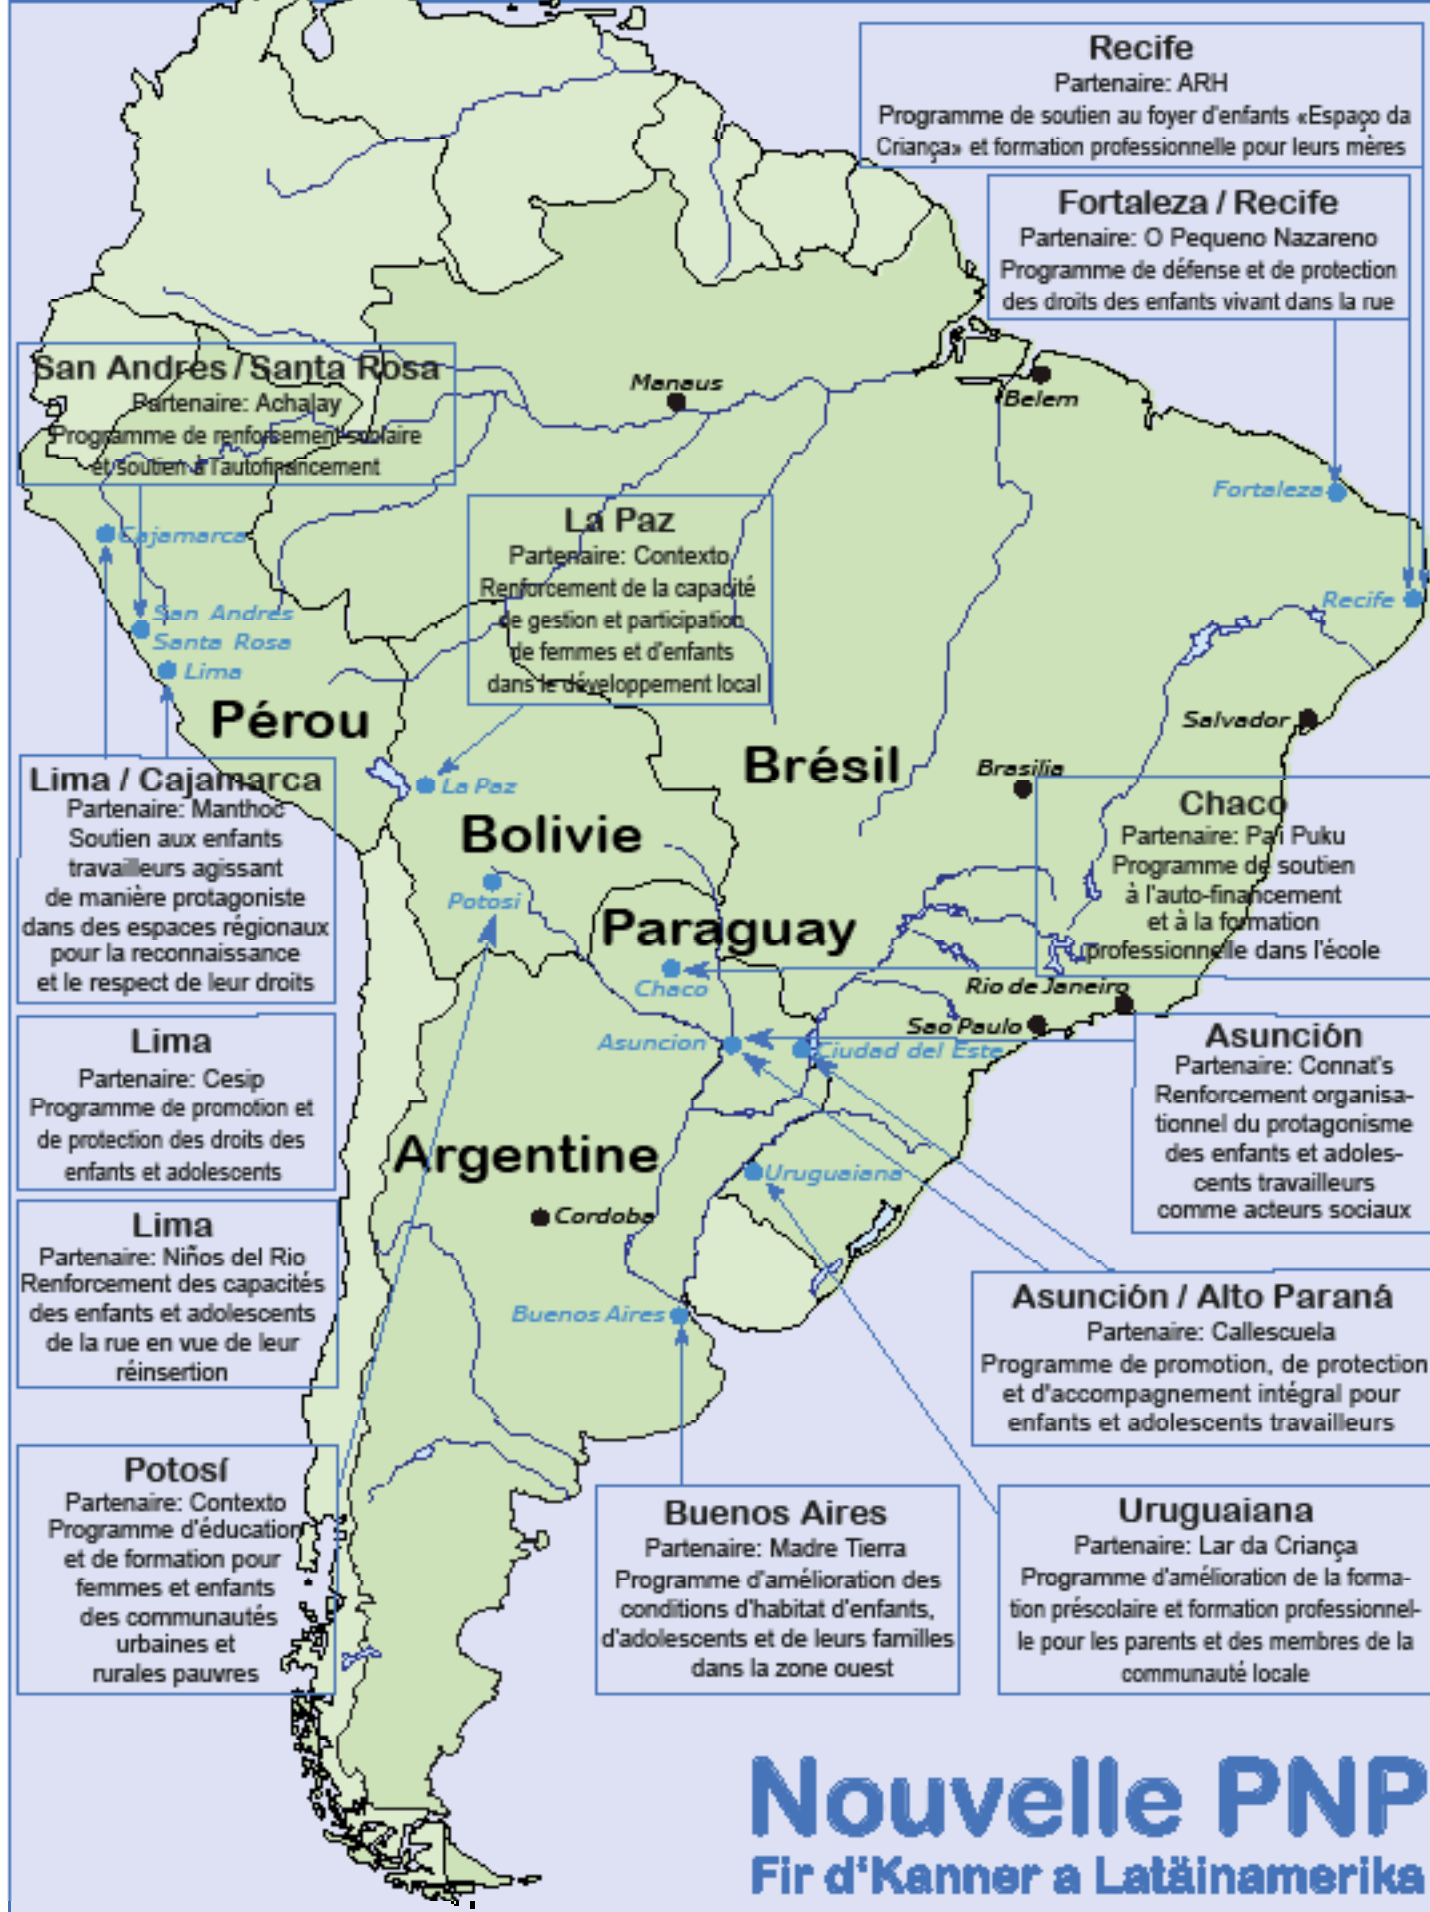 Recife
Partenaire: ARH
Programme de soutien au foyer d'enfants «Espaço da
Criança» et formation professionnelle pour leurs mères
Fortaleza / Recife
Partenaire: O Pequeno Nazareno
Programme de défense et de protection
des droits des enfants vivant dans la rue
San Andres / Santa Rosa
Partenaire: Achalay
Programme de renforcement scolaire
et soutien à l'autofinancement
Manaus
Belem
Fortaleza
Recife
Cajamarca
San Andres
Santa Rosa
Lima
La Paz
Partenaire: Contexto
Renforcement de la capacité
de gestion et participation
de femmes et d'enfants
dans le développement local
Pérou
Salvador
Brésil
Brasilia
La Paz
Bolivie
Lima / Cajamarca
Partenaire: Manthoc
Soutien aux enfants
travailleurs agissant
de manière protagoniste
dans des espaces régionaux
pour la reconnaissance
et le respect de leur droits
Chaco
Partenaire: Pa'i Puku
Programme de soutien
à l'auto-financement
et à la formation
professionnelle dans l'école
Potosi
Paraguay
Chaco
Rio de Janeiro
Sao Paulo
Asuncion
Ciudad del Este
Lima
Partenaire: Cesip
Programme de promotion et
de protection des droits des
enfants et adolescents
Asunción
Partenaire: Connat's
Renforcement organisa-
tionnel du protagonisme
des enfants et adoles-
cents travailleurs
comme acteurs sociaux
Argentine
Uruguaiana
Cordoba
Lima
Partenaire: Niños del Rio
Renforcement des capacités
des enfants et adolescents
de la rue en vue de leur
réinsertion
Buenos Aires
Asunción / Alto Paraná
Partenaire: Callescuela
Programme de promotion, de protection
et d'accompagnement intégral pour
enfants et adolescents travailleurs
Potosí
Partenaire: Contexto
Programme d'éducation
et de formation pour
femmes et enfants
des communautés
urbaines et
rurales pauvres
Buenos Aires
Partenaire: Madre Tierra
Programme d'amélioration des
conditions d'habitat d'enfants,
d'adolescents et de leurs familles
dans la zone ouest
Uruguaiana
Partenaire: Lar da Criança
Programme d'amélioration de la forma-
tion préscolaire et formation professionnel-
le pour les parents et des membres de la
communauté locale
Nouvelle PNP
Fir d'Kanner a Latäinamerika